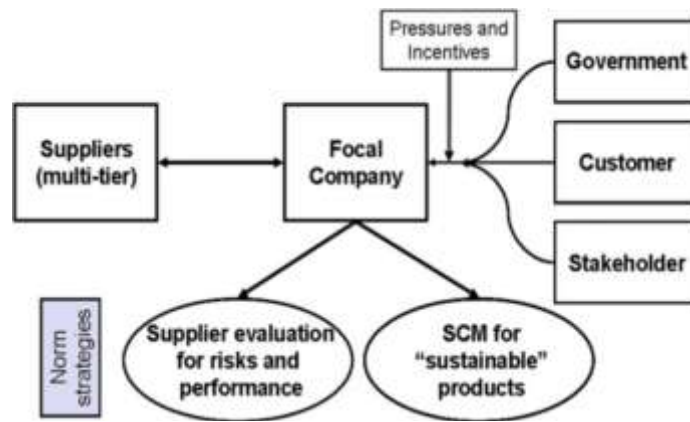 Pressures and
Incentives
Government
Suppliers
(multi-tier)
Focal
Company
Customer
Stakeholder
Norm
strategies
Supplier evaluation
for risks and
performance
SCM for
“sustainable”
products